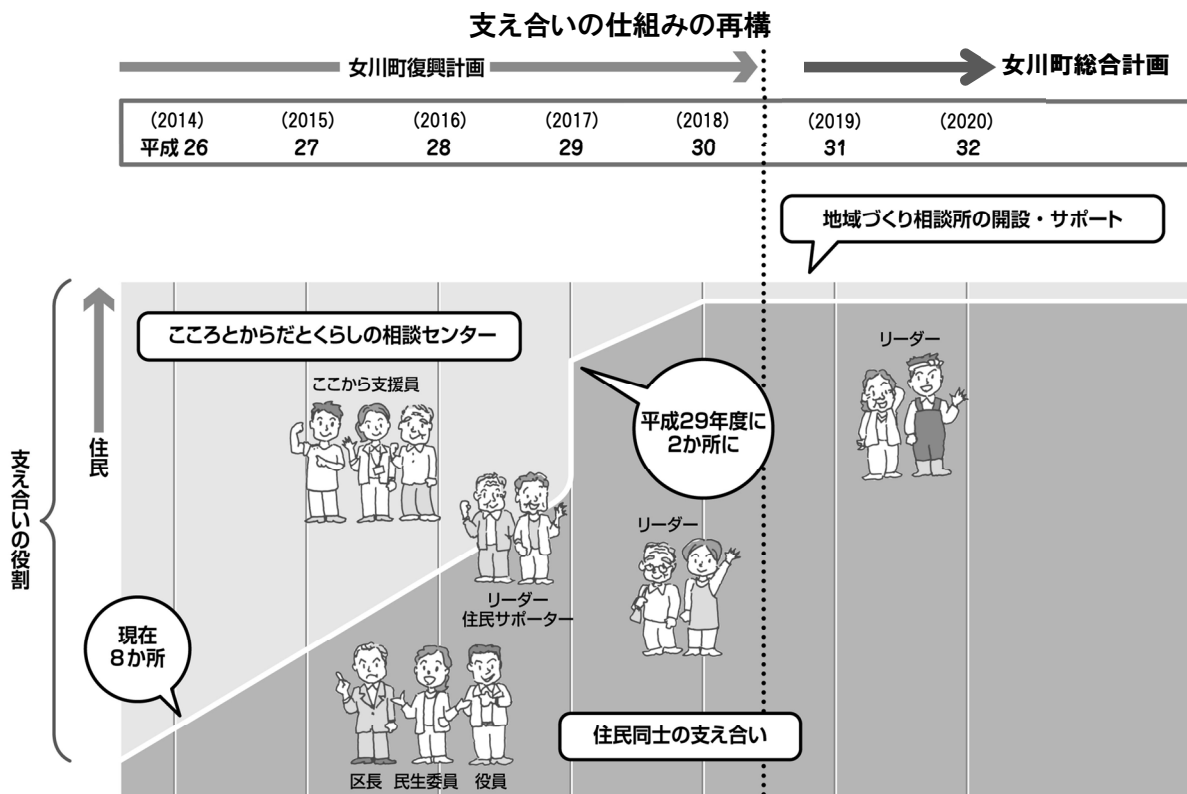 支え合いの仕組みの再構
女川町復興計画
女川町総合計画
(2014) (2015) (2016) (2017) (2018) (2019) (2020)
平成26 27 28 29 30 31 32
地域づくり相談所の開設・サポート
こころとからだとくらしの相談センター
ここから支援員
リーダー
平成29年度に
2か所に
住民
支え合いの役割
リーダー
リーダー
住民サポーター
現在
8か所
住民同士の支え合い
区長 民生委員 役員